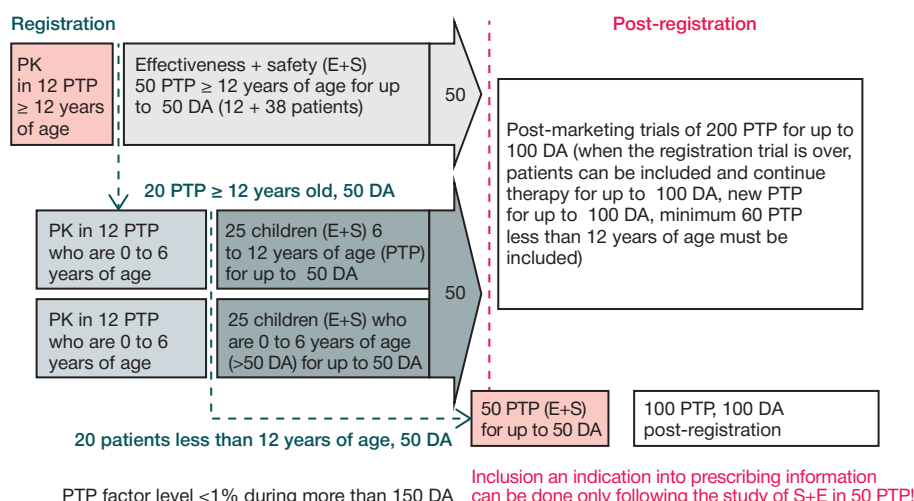 Registration
Post-registration
PK
in 12 PTP
≥ 12 years
of age
Effectiveness + safety (E+S)
50 PTP ≥ 12 years of age for up
to 50 DA (12 + 38 patients)
50
Post-marketing trials of 200 PTP for up to
100 DA (when the registration trial is over,
patients can be included and continue
therapy for up to 100 DA, new PTP
for up to 100 DA, minimum 60 PTP
less than 12 years of age must be
included)
20 PTP ≥ 12 years old, 50 DA
PK in 12 PTP
who are 0 to 6
years of age
25 children (E+S) 6
to 12 years of age (PTP)
for up to 50 DA
50
PK in 12 PTP
who are 0 to 6
years of age
25 children (E+S) who
are 0 to 6 years of age
(>50 DA) for up to 50 DA
50 PTP (E+S)
for up to 50 DA
100 PTP, 100 DA
post-registration
20 patients less than 12 years of age, 50 DA
PTP factor level <1% during more than 150 DA
Inclusion an indication into prescribing information
can be done only following the study of S+E in 50 PTP!